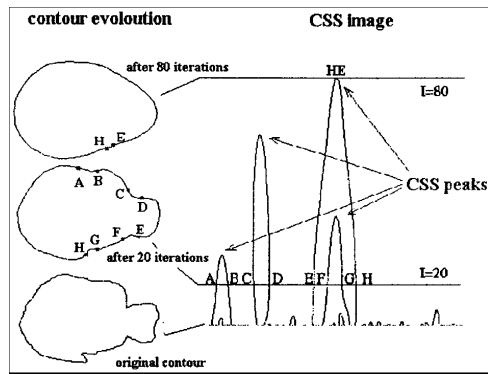 contour evoloution
CSS image
after 80 iterations
HE
I=80
H E
A B
C
D
CSS peaks
H G F E
after 20 iterations
A B C D E F G H
I=20
original contour